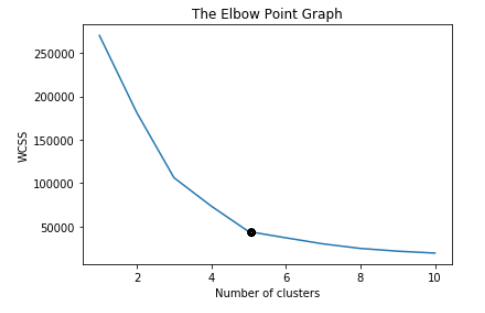 The Elbow Point Graph
250000
200000
150000
100000
50000
WCSS
2 4 6 8 10
Number of clusters